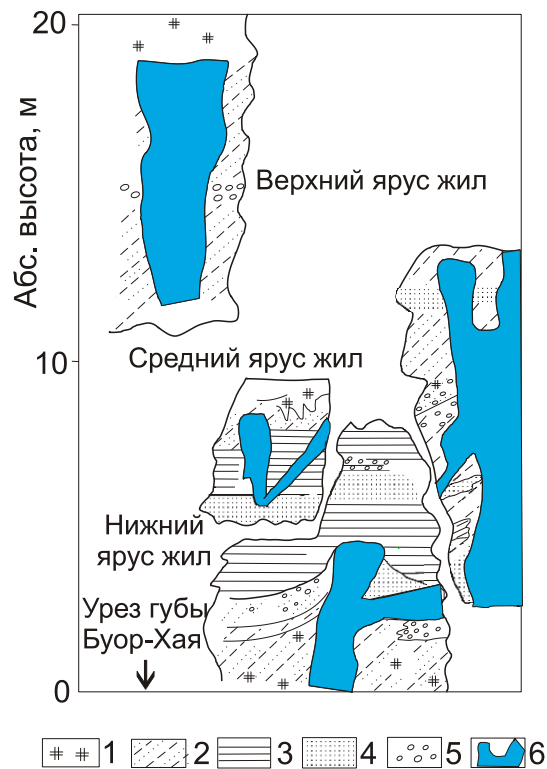 20
Абс. высота, м
Верхний ярус жил
10
Средний ярус жил
Нижний
ярус жил
Урез губы
Буор-Хая
0
1 2 3 4 5 6